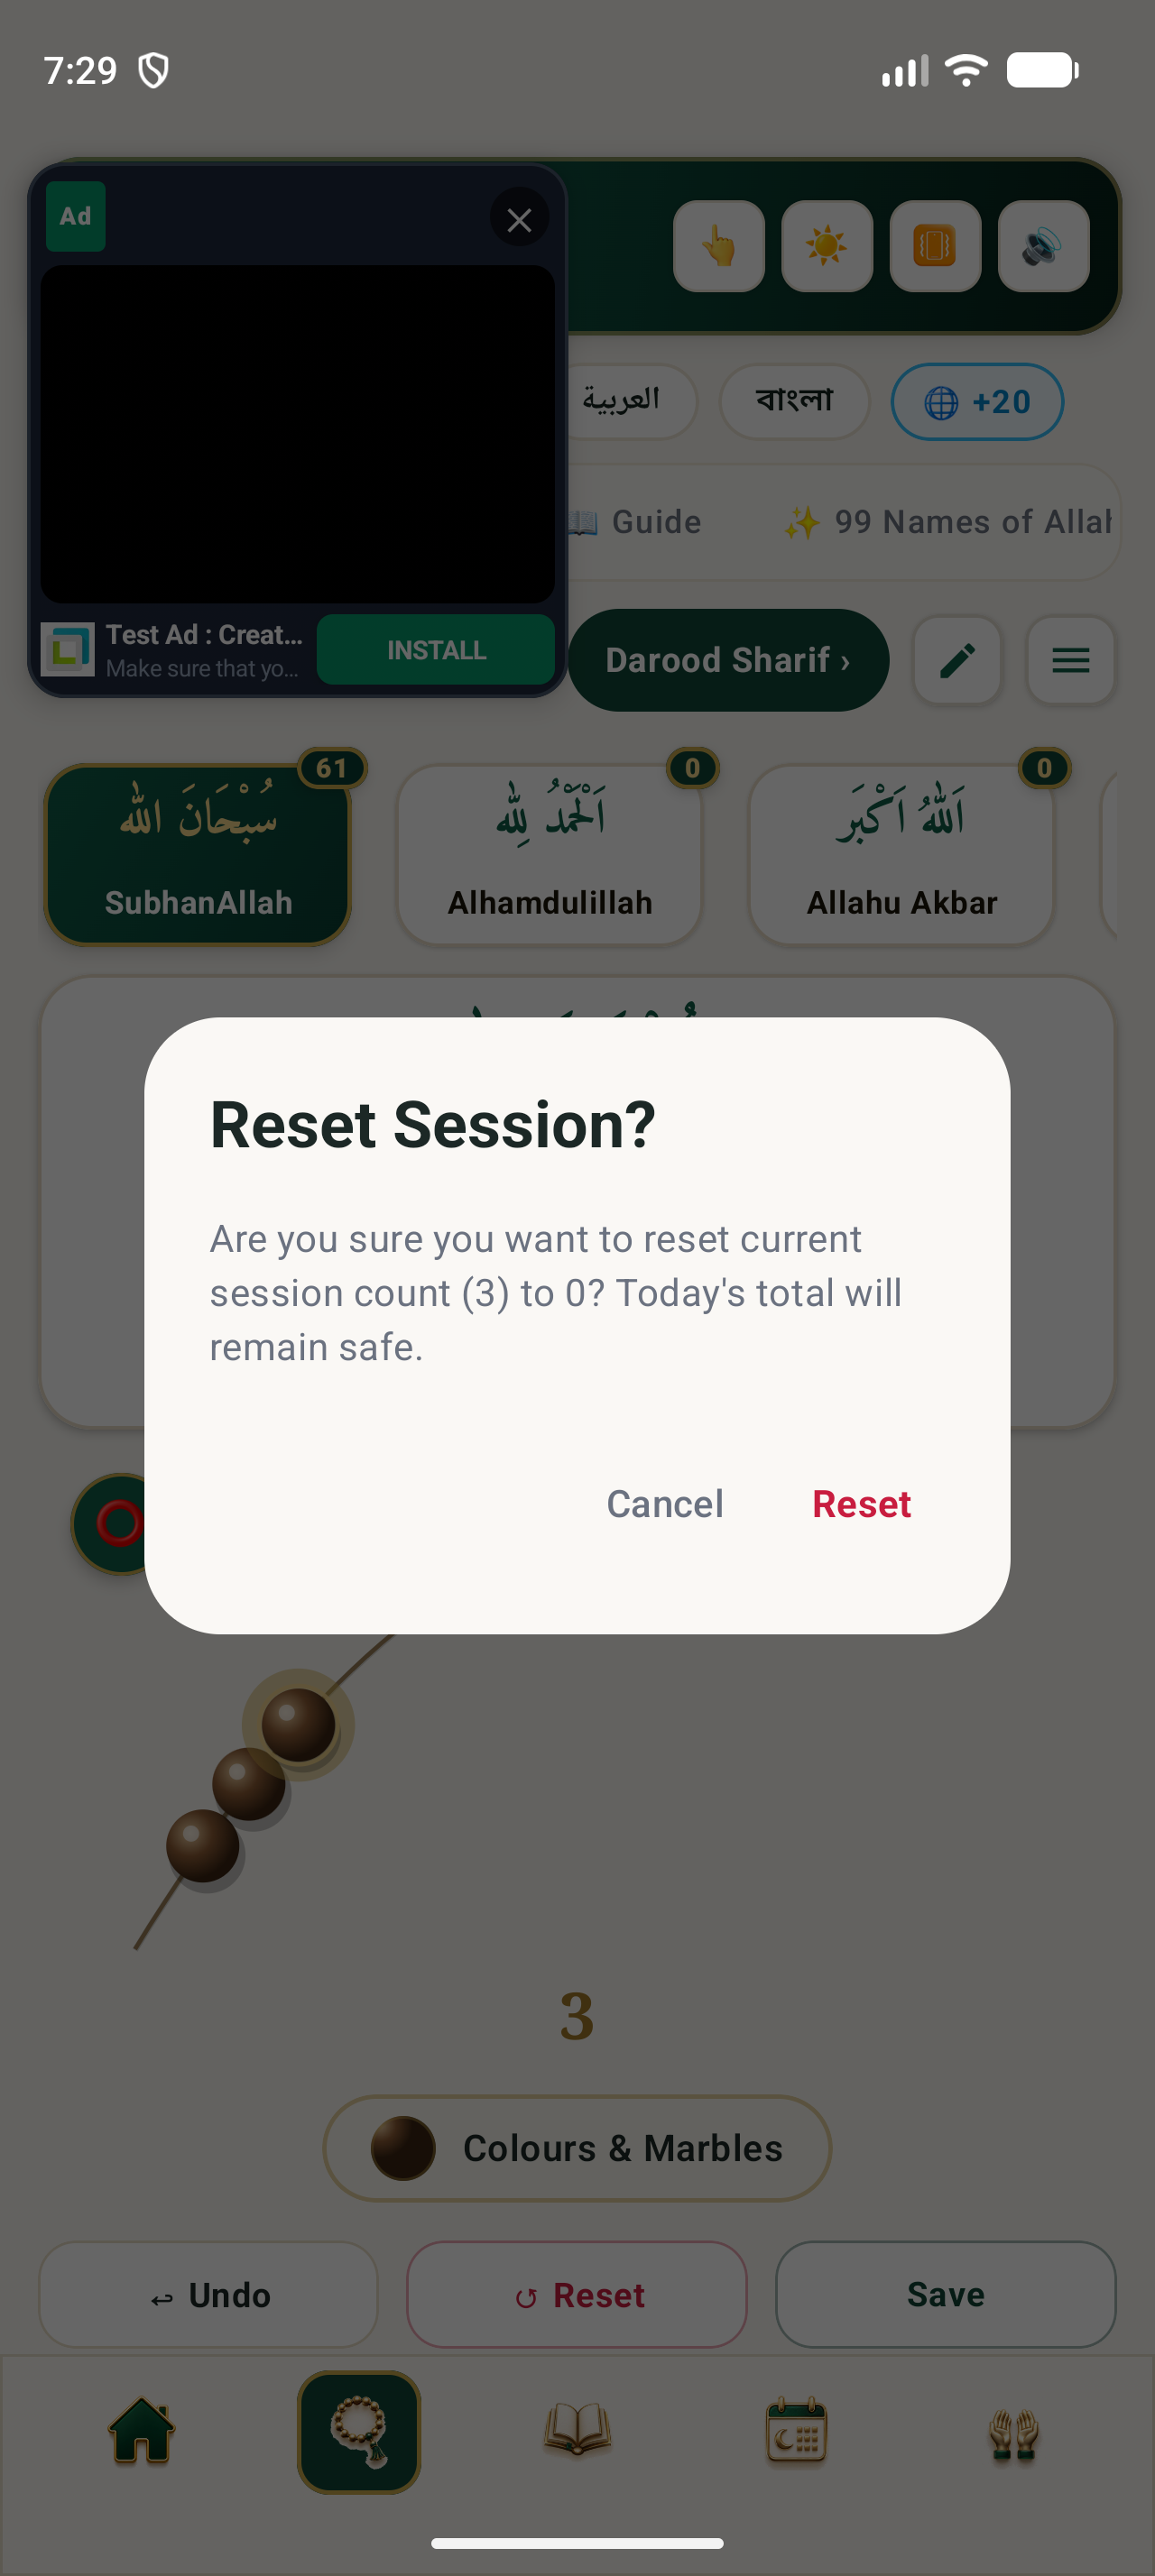 7:29
Ad
العربية
বাংলা
+20
Guide
99 Names of Allah
Test Ad : Creat...
Make sure that yo...
INSTALL
Darood Sharif ›
61
سُبْحَانَ اللّٰه
SubhanAllah
0
اَلْحَمْدُ لِلّٰه
Alhamdulillah
0
اَللّٰهُ اَكْبَر
Allahu Akbar
Reset Session?
Are you sure you want to reset current
session count (3) to 0? Today's total will
remain safe.
Cancel
Reset
3
Colours & Marbles
Undo
Reset
Save